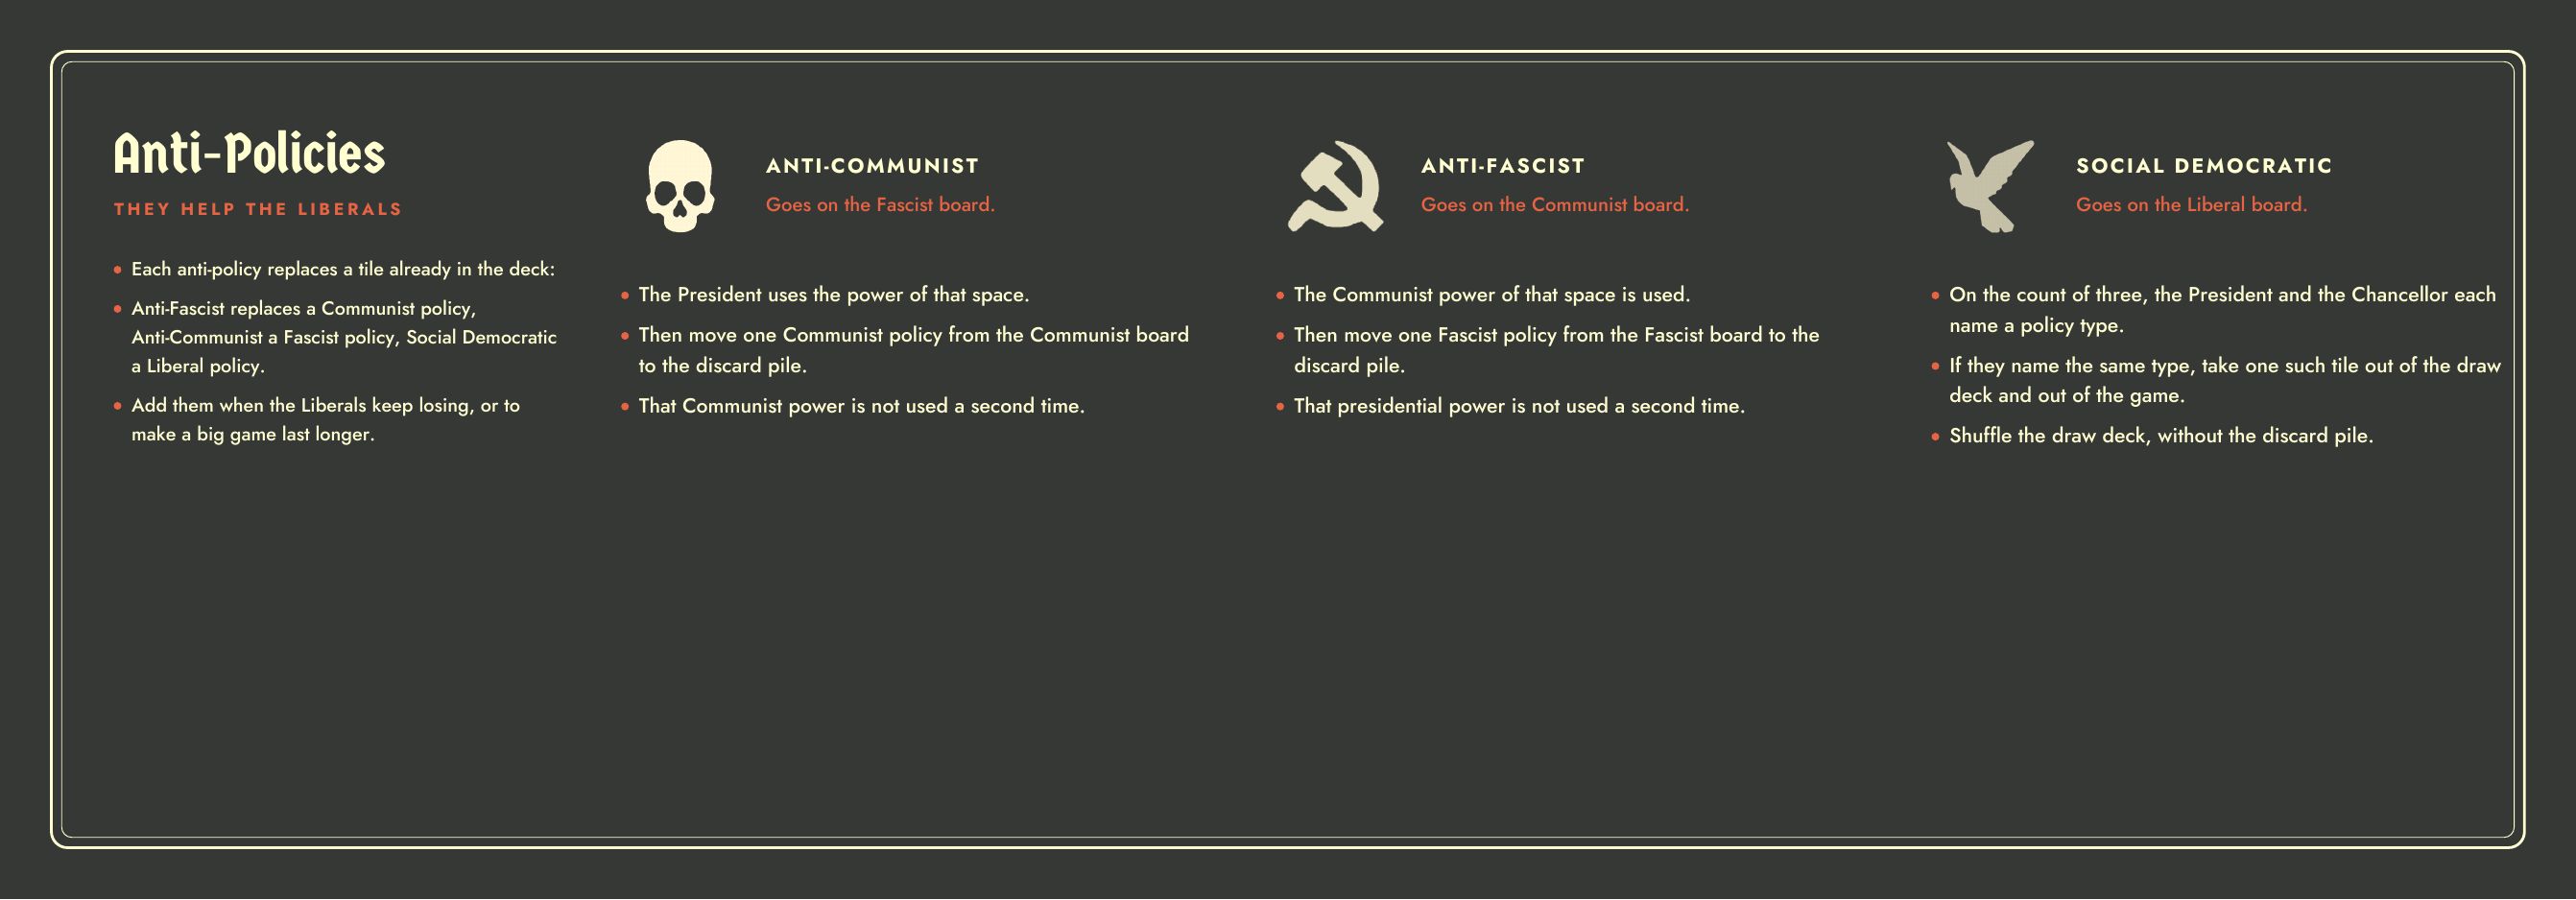 Anti-Policies
THEY HELP THE LIBERALS
• Each anti-policy replaces a tile already in the deck:
• Anti-Fascist replaces a Communist policy,
Anti-Communist a Fascist policy, Social Democratic
a Liberal policy.
• Add them when the Liberals keep losing, or to
make a big game last longer.
ANTI-COMMUNIST
Goes on the Fascist board.
• The President uses the power of that space.
• Then move one Communist policy from the Communist board
to the discard pile.
• That Communist power is not used a second time.
ANTI-FASCIST
Goes on the Communist board.
• The Communist power of that space is used.
• Then move one Fascist policy from the Fascist board to the
discard pile.
• That presidential power is not used a second time.
SOCIAL DEMOCRATIC
Goes on the Liberal board.
• On the count of three, the President and the Chancellor each
name a policy type.
• If they name the same type, take one such tile out of the draw
deck and out of the game.
• Shuffle the draw deck, without the discard pile.